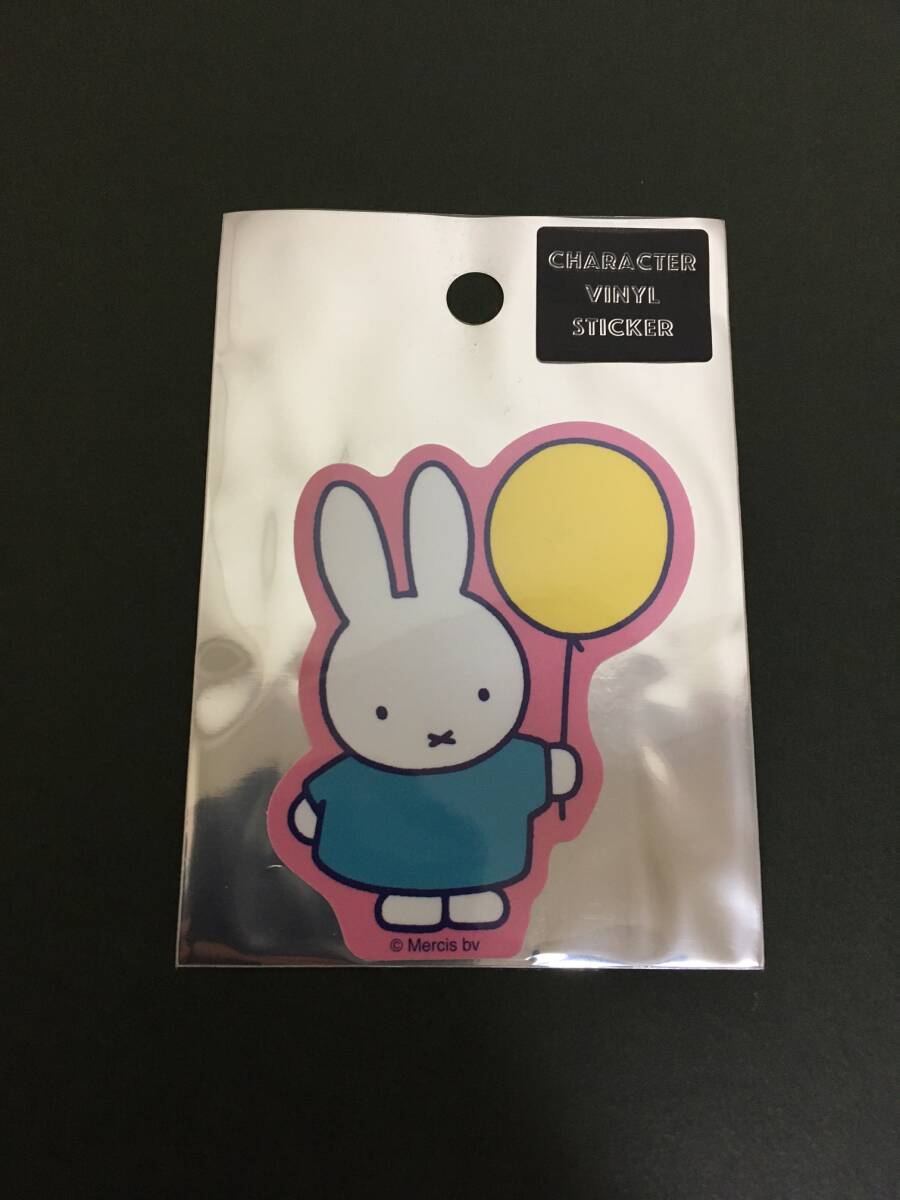 CHARACTER
VINYL
STICKER
© Mercis bv